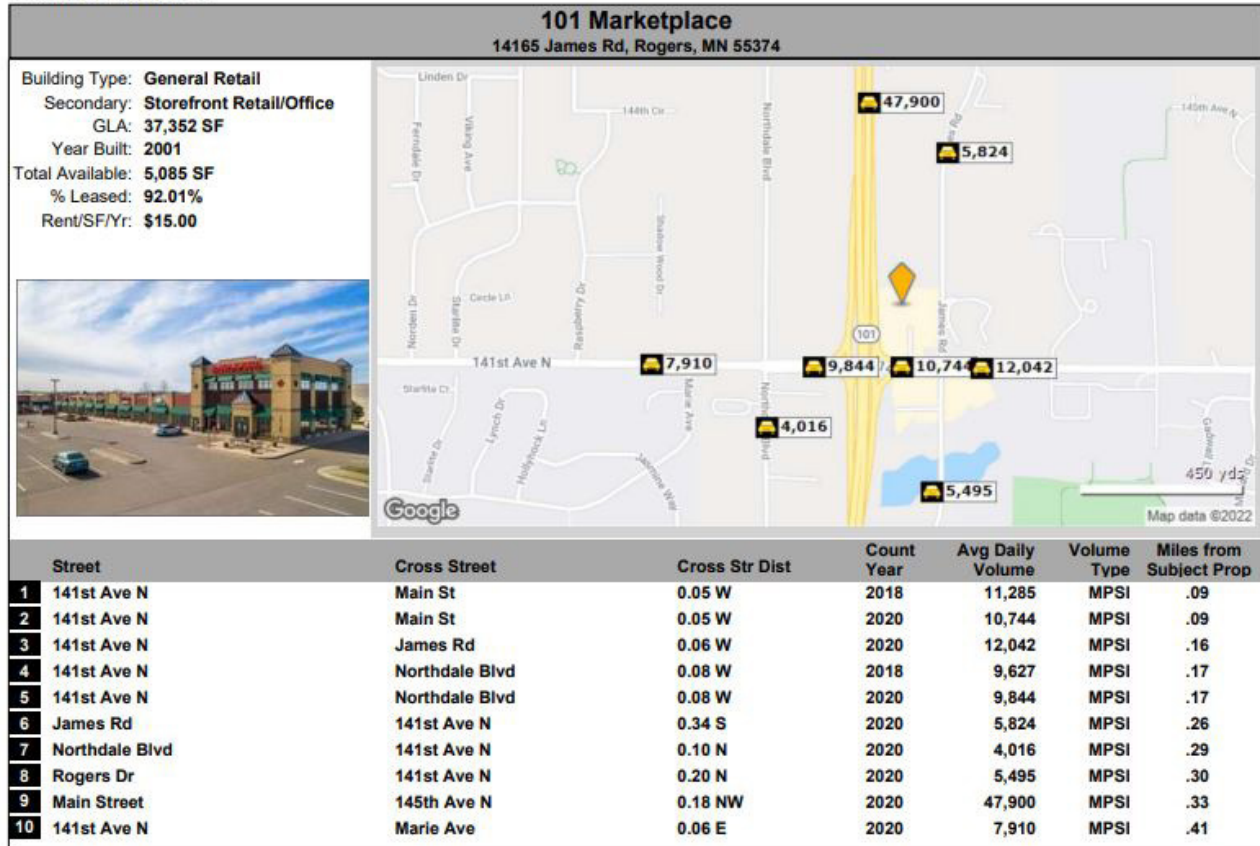 101 Marketplace
14165 James Rd, Rogers, MN 55374
Building Type: General Retail
Secondary: Storefront Retail/Office
GLA: 37,352 SF
Year Built: 2001
Total Available: 5,085 SF
% Leased: 92.01%
Rent/SF/Yr: $15.00
Linden Dr
47,900
144th Cir
145th Ave N
Ferndale Dr
Viking Ave
Northdale Blvd
5,824
Shadow Wood Dr
Norden Dr
Starlite Dr
Circle Ln
Raspberry Dr
James Rd
101
141st Ave N
7,910
9,844
10,744
12,042
Starlite Ct
Marie Ave
Lynch Dr
Hollyhock Ln
4,016
Starlite Dr
Jasmine Way
Gadwall
450 yds
5,495
Google
Map data ©2022
Street Cross Street Cross Str Dist Count Year Avg Daily Volume Volume Type Miles from Subject Prop
1 141st Ave N Main St 0.05 W 2018 11,285 MPSI .09
2 141st Ave N Main St 0.05 W 2020 10,744 MPSI .09
3 141st Ave N James Rd 0.06 W 2020 12,042 MPSI .16
4 141st Ave N Northdale Blvd 0.08 W 2018 9,627 MPSI .17
5 141st Ave N Northdale Blvd 0.08 W 2020 9,844 MPSI .17
6 James Rd 141st Ave N 0.34 S 2020 5,824 MPSI .26
7 Northdale Blvd 141st Ave N 0.10 N 2020 4,016 MPSI .29
8 Rogers Dr 141st Ave N 0.20 N 2020 5,495 MPSI .30
9 Main Street 145th Ave N 0.18 NW 2020 47,900 MPSI .33
10 141st Ave N Marie Ave 0.06 E 2020 7,910 MPSI .41